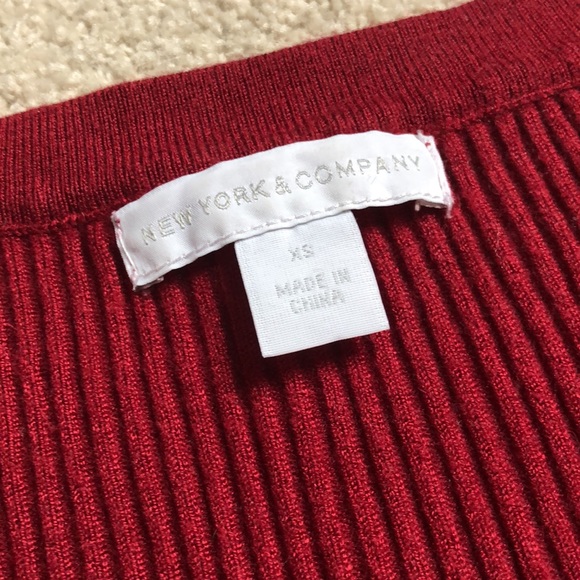 NEW YORK & COMPANY
XS
MADE IN
CHINA